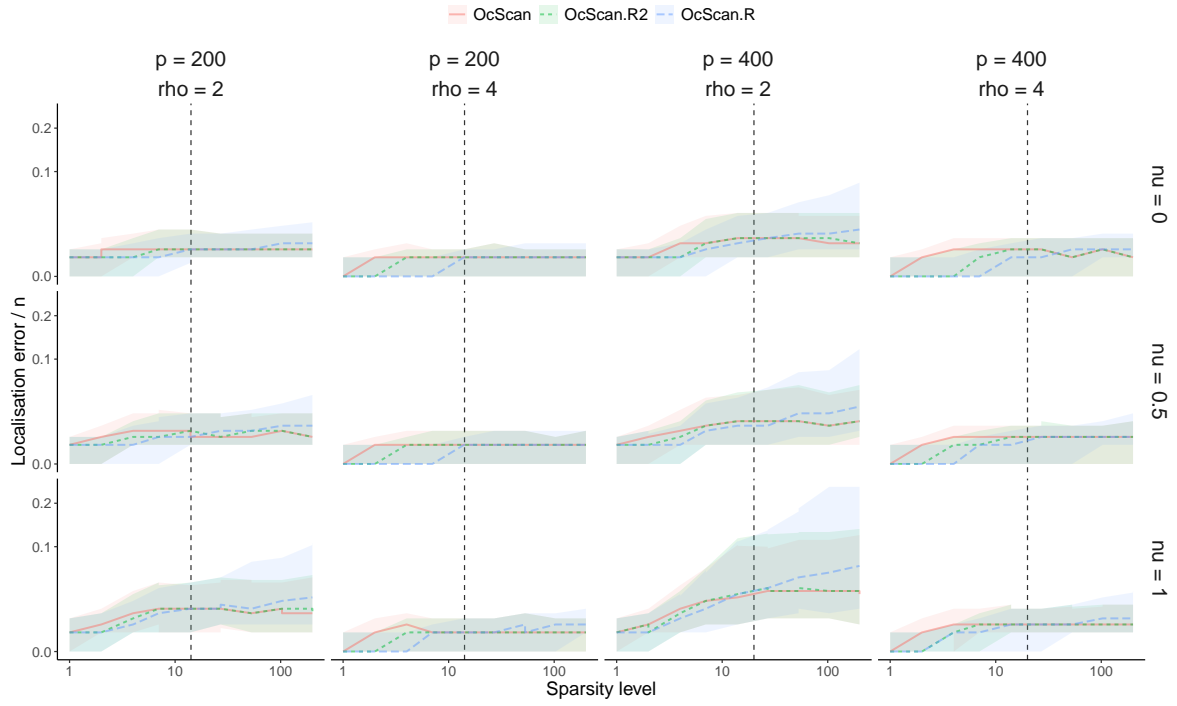 OcScan OcScan.R2 OcScan.R
p = 200 p = 200 p = 400 p = 400
rho = 2 rho = 4 rho = 2 rho = 4
0.2
0.1
0.0
nu = 0
0.2
0.1
0.0
nu = 0.5
0.2
0.1
0.0
nu = 1
Localisation error / n
1 10 100 1 10 100 1 10 100 1 10 100
Sparsity level